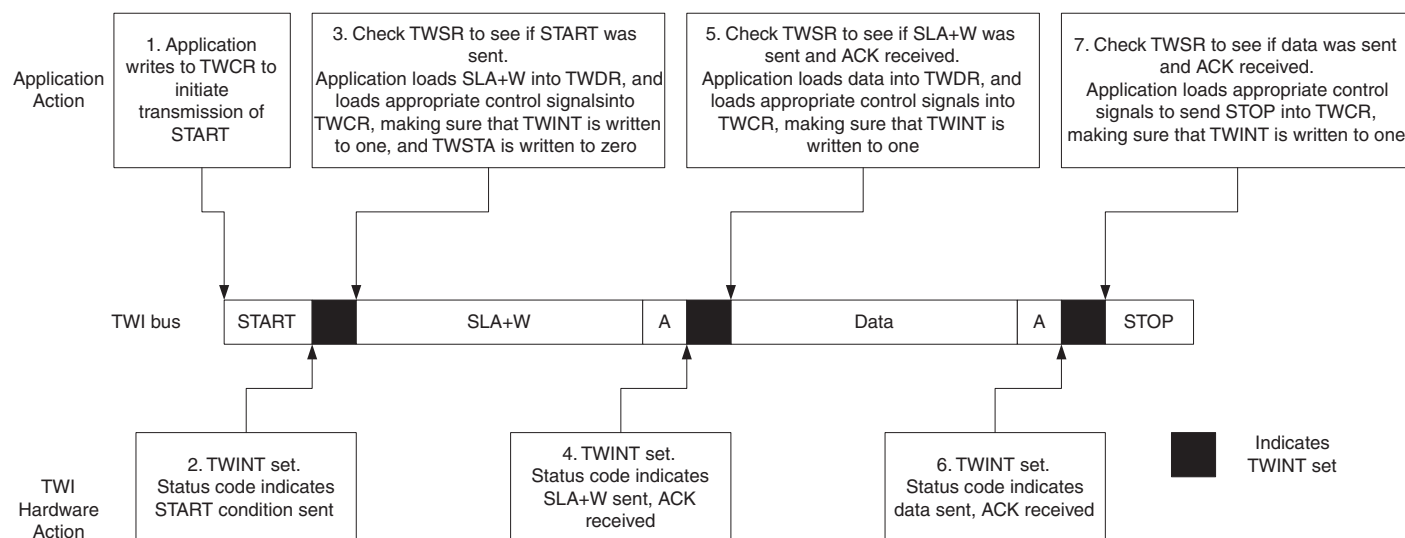 Application
Action
1. Application
writes to TWCR to
initiate
transmission of
START
3. Check TWSR to see if START was
sent.
Application loads SLA+W into TWDR, and
loads appropriate control signalsinto
TWCR, making sure that TWINT is written
to one, and TWSTA is written to zero
5. Check TWSR to see if SLA+W was
sent and ACK received.
Application loads data into TWDR, and
loads appropriate control signals into
TWCR, making sure that TWINT is
written to one
7. Check TWSR to see if data was sent
and ACK received.
Application loads appropriate control
signals to send STOP into TWCR,
making sure that TWINT is written to one
TWI bus
START
SLA+W
A
Data
A
STOP
TWI
Hardware
Action
2. TWINT set.
Status code indicates
START condition sent
4. TWINT set.
Status code indicates
SLA+W sent, ACK
received
6. TWINT set.
Status code indicates
data sent, ACK received
Indicates
TWINT set